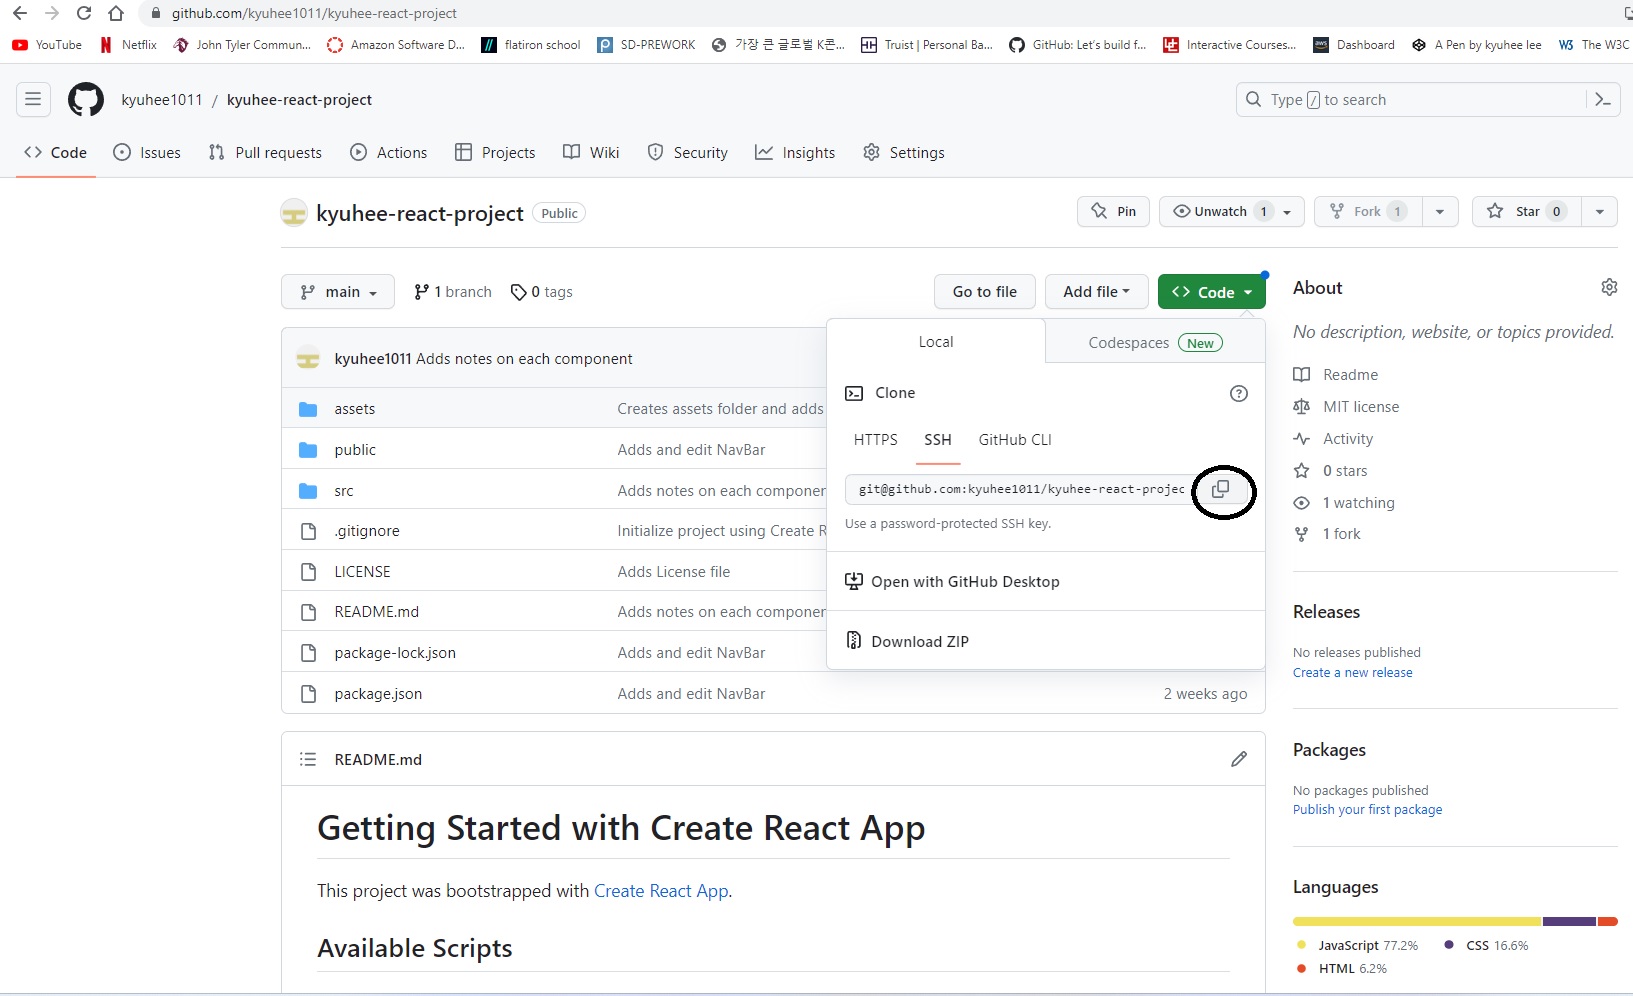 github.com/kyuhee1011/kyuhee-react-project
YouTube Netflix John Tyler Commun... Amazon Software D... flatiron school SD-PREWORK 가장 큰 글로벌 K콘... Truist | Personal Ba... GitHub: Let's build f... Interactive Courses... Dashboard A Pen by kyuhee lee The W3C
kyuhee1011 / kyuhee-react-project
Type / to search
Code Issues Pull requests Actions Projects Wiki Security Insights Settings
kyuhee-react-project Public
Pin Unwatch 1 Fork 1 Star 0
main 1 branch 0 tags
Go to file Add file <> Code
kyuhee1011 Adds notes on each component
assets Creates assets folder and adds
public Adds and edit NavBar
src Adds notes on each componen
.gitignore Initialize project using Create R
LICENSE Adds License file
README.md Adds notes on each componen
package-lock.json Adds and edit NavBar
package.json Adds and edit NavBar 2 weeks ago
Local Codespaces New
Clone
HTTPS SSH GitHub CLI
git@github.com:kyuhee1011/kyuhee-react-projec
Use a password-protected SSH key.
Open with GitHub Desktop
Download ZIP
README.md
Getting Started with Create React App
This project was bootstrapped with Create React App.
Available Scripts
About
No description, website, or topics provided.
Readme
MIT license
Activity
0 stars
1 watching
1 fork
Releases
No releases published
Create a new release
Packages
No packages published
Publish your first package
Languages
JavaScript 77.2% CSS 16.6%
HTML 6.2%